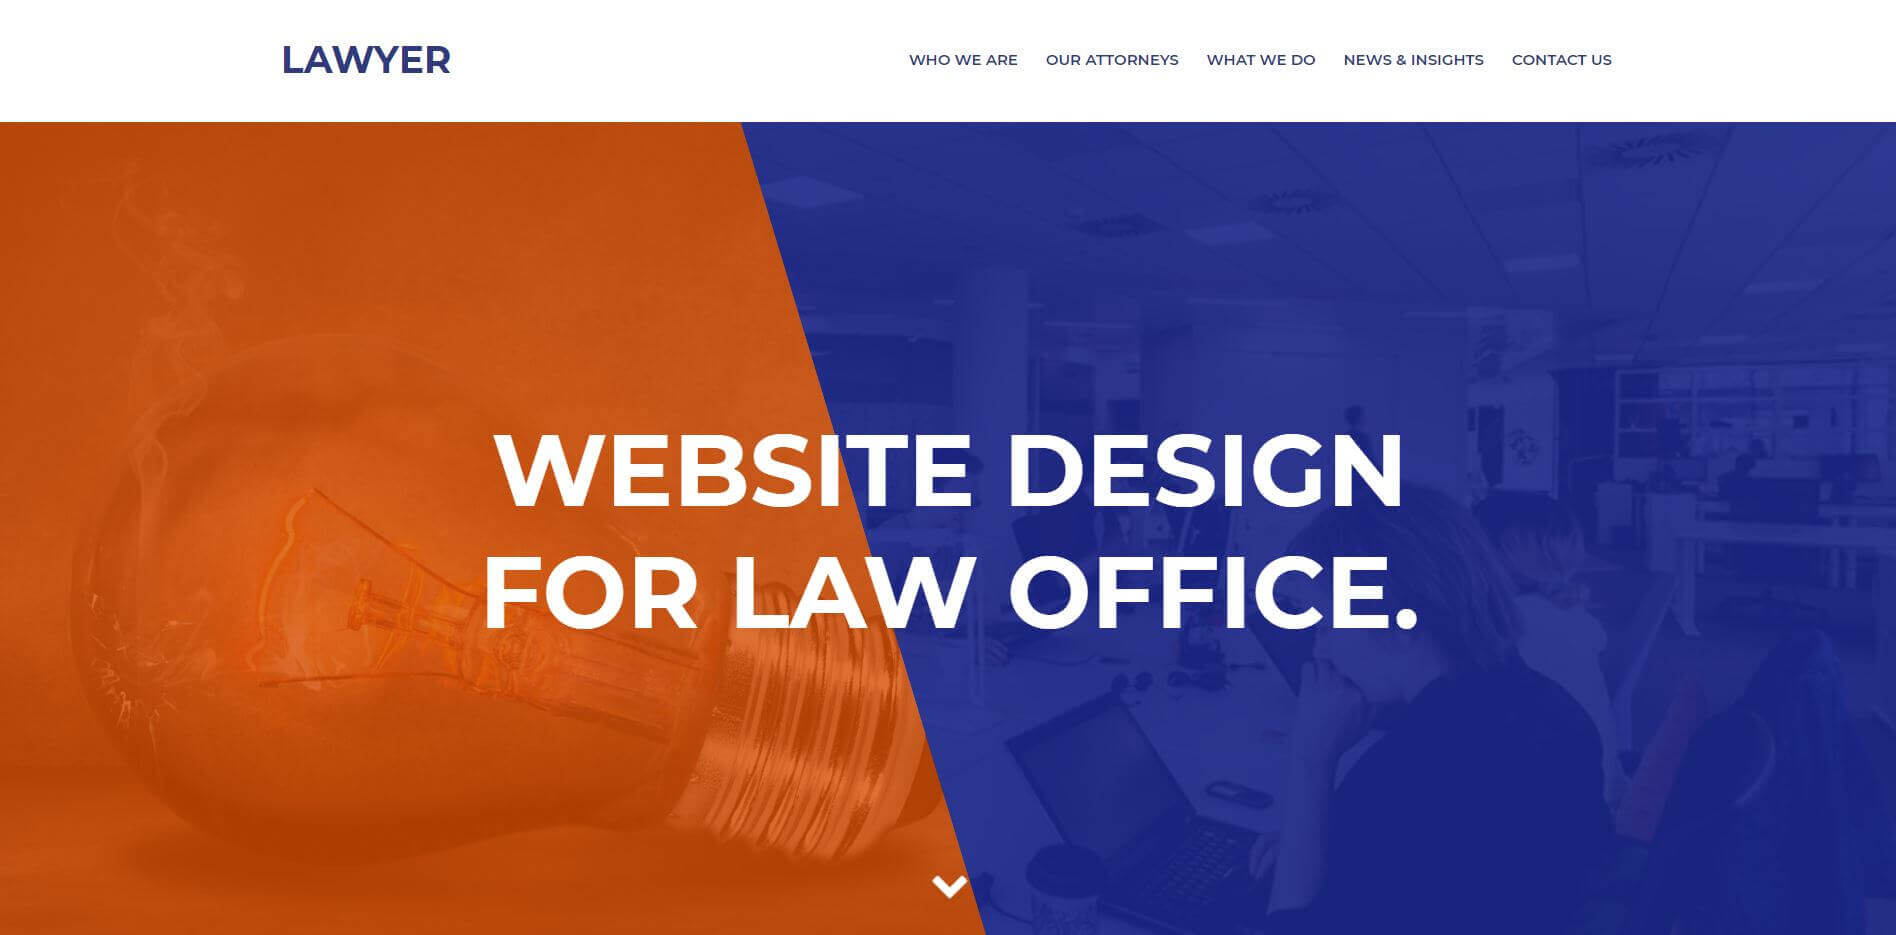 LAWYER
WHO WE ARE OUR ATTORNEYS WHAT WE DO NEWS & INSIGHTS CONTACT US
WEBSITE DESIGN
FOR LAW OFFICE.